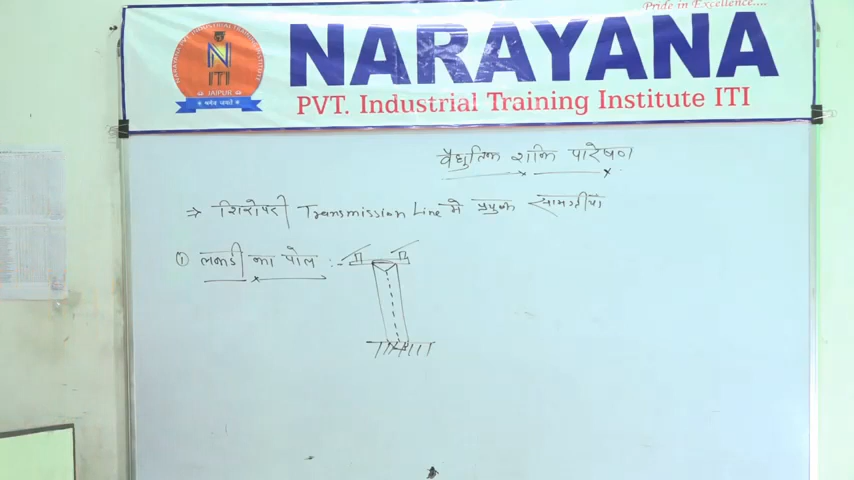 Pride in Excellence....
NARAYANA
PVT. Industrial Training Institute ITI
N
ITI
JAIPUR
वैद्युतिक शक्ति पारेषण
→ शिरोपरी Transmission Line में प्रयुक्त सामग्रीयाँ
① लकडी का पोल :-